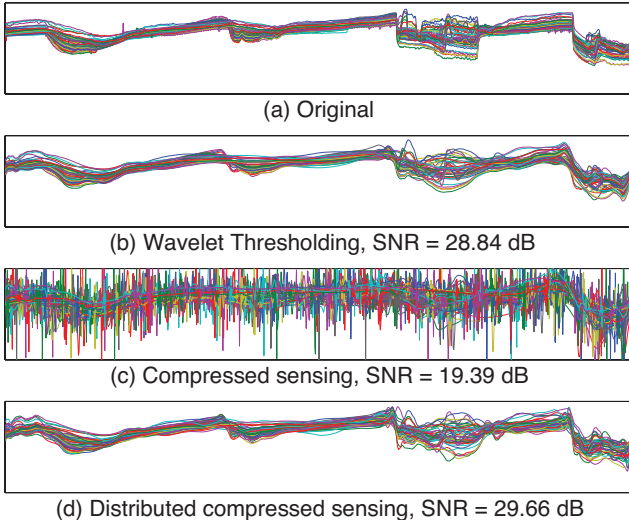 (a) Original
(b) Wavelet Thresholding, SNR = 28.84 dB
(c) Compressed sensing, SNR = 19.39 dB
(d) Distributed compressed sensing, SNR = 29.66 dB